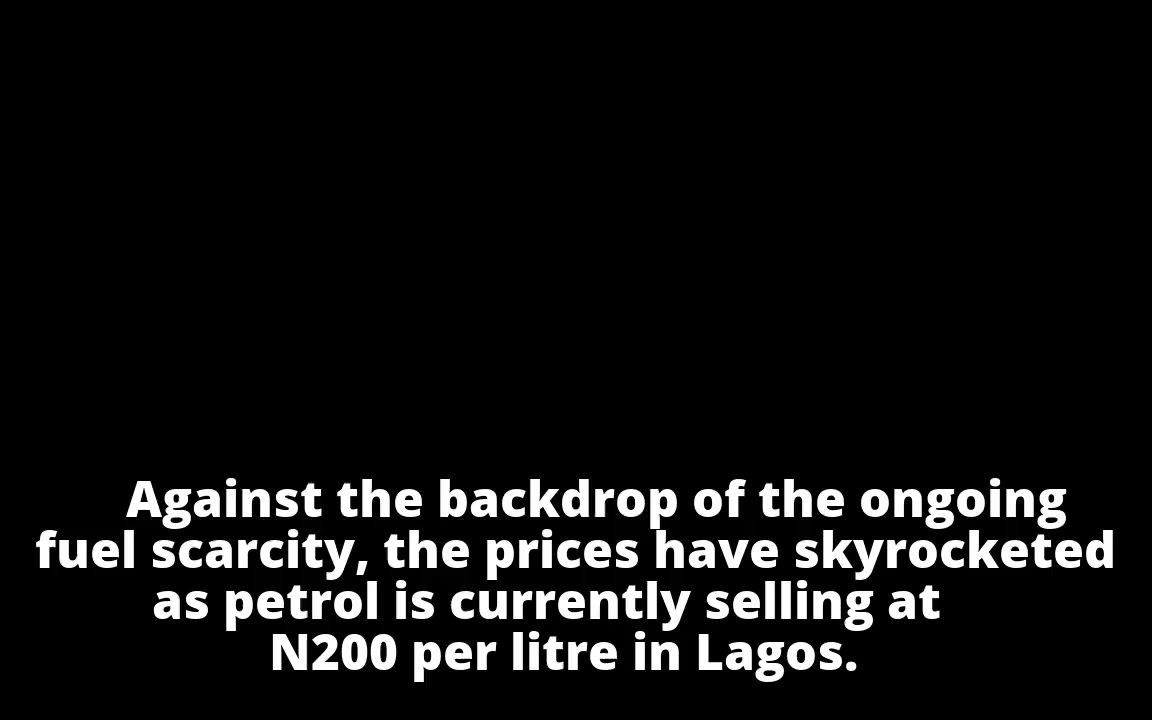 Against the backdrop of the ongoing
fuel scarcity, the prices have skyrocketed
as petrol is currently selling at
N200 per litre in Lagos.